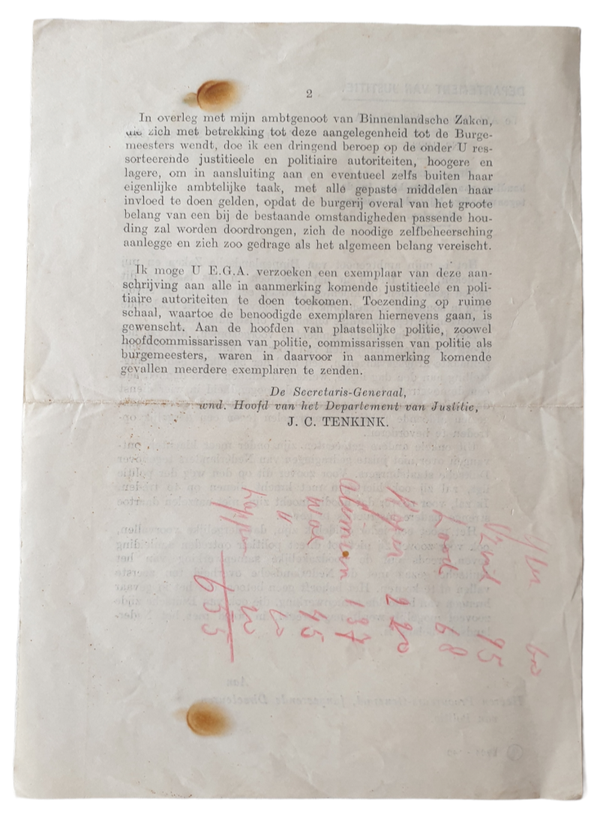 2
In overleg met mijn ambtgenoot van Binnenlandsche Zaken,
die zich met betrekking tot deze aangelegenheid tot de Burge-
meesters wendt, doe ik een dringend beroep op de onder U res-
sorteerende justitieele en politiaire autoriteiten, hoogere en
lagere, om in aansluiting aan en eventueel zelfs buiten haar
eigenlijke ambtelijke taak, met alle gepaste middelen haar
invloed te doen gelden, opdat de burgerij overal van het groote
belang van een bij de bestaande omstandigheden passende hou-
ding zal worden doordrongen, zich de noodige zelfbeheersching
aanlegge en zich zoo gedrage als het algemeen belang vereischt.
Ik moge U E.G.A. verzoeken een exemplaar van deze aan-
schrijving aan alle in aanmerking komende justitieele en poli-
tiaire autoriteiten te doen toekomen. Toezending op ruime
schaal, waartoe de benoodigde exemplaren hiernevens gaan, is
gewenscht. Aan de hoofden van plaatselijke politie, zoowel
hoofdcommissarissen van politie, commissarissen van politie als
burgemeesters, waren in daarvoor in aanmerking komende
gevallen meerdere exemplaren te zenden.
De Secretaris-Generaal,
wnd. Hoofd van het Departement van Justitie,
J. C. TENKINK.
95
Lood 68
Koper 220
137
45
20
635